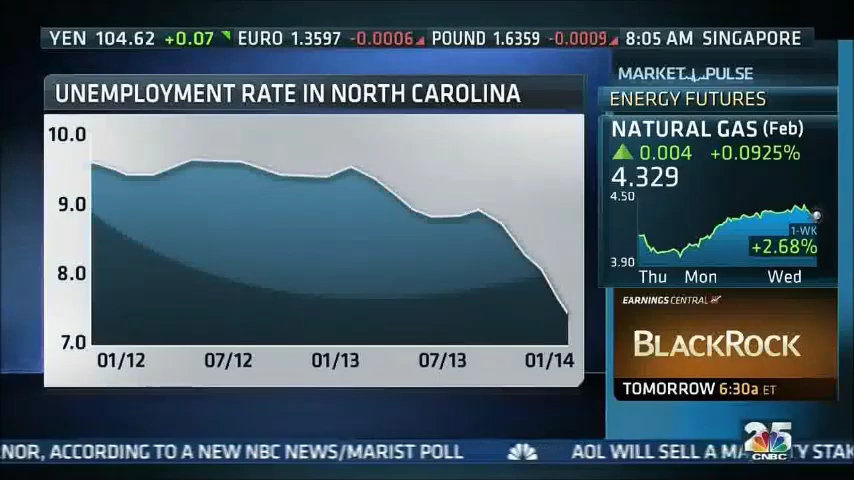 YEN 104.62 +0.07 EURO 1.3597 -0.0006 POUND 1.6359 -0.0009 8:05 AM SINGAPORE
UNEMPLOYMENT RATE IN NORTH CAROLINA
10.0
9.0
8.0
7.0
01/12 07/12 01/13 07/13 01/14
MARKET PULSE
ENERGY FUTURES
NATURAL GAS (Feb)
0.004 +0.0925%
4.329
4.50
1-WK
+2.68%
3.90
Thu Mon Wed
EARNINGS CENTRAL
BLACKROCK
TOMORROW 6:30a ET
25
CNBC
NOR, ACCORDING TO A NEW NBC NEWS/MARIST POLL AOL WILL SELL A STAK